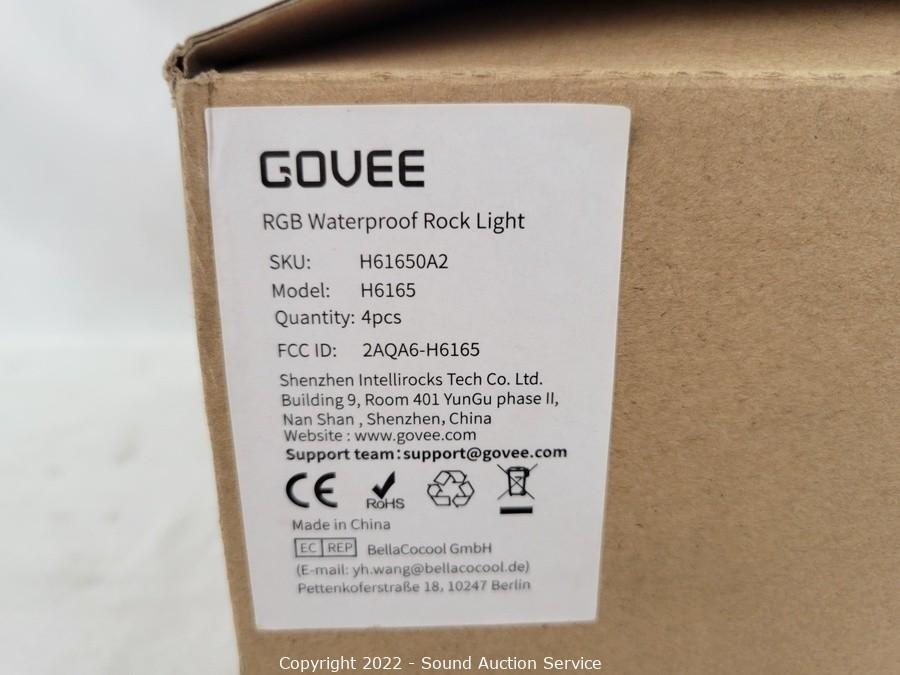 GOVEE
RGB Waterproof Rock Light
SKU: H61650A2
Model: H6165
Quantity: 4pcs
FCC ID: 2AQA6-H6165
Shenzhen Intellirocks Tech Co. Ltd.
Building 9, Room 401 YunGu phase II,
Nan Shan , Shenzhen, China
Website : www.govee.com
Support team:support@govee.com
CE RoHS
Made in China
EC REP BellaCocool GmbH
(E-mail: yh.wang@bellacocool.de)
Pettenkoferstraße 18, 10247 Berlin
Copyright 2022 - Sound Auction Service